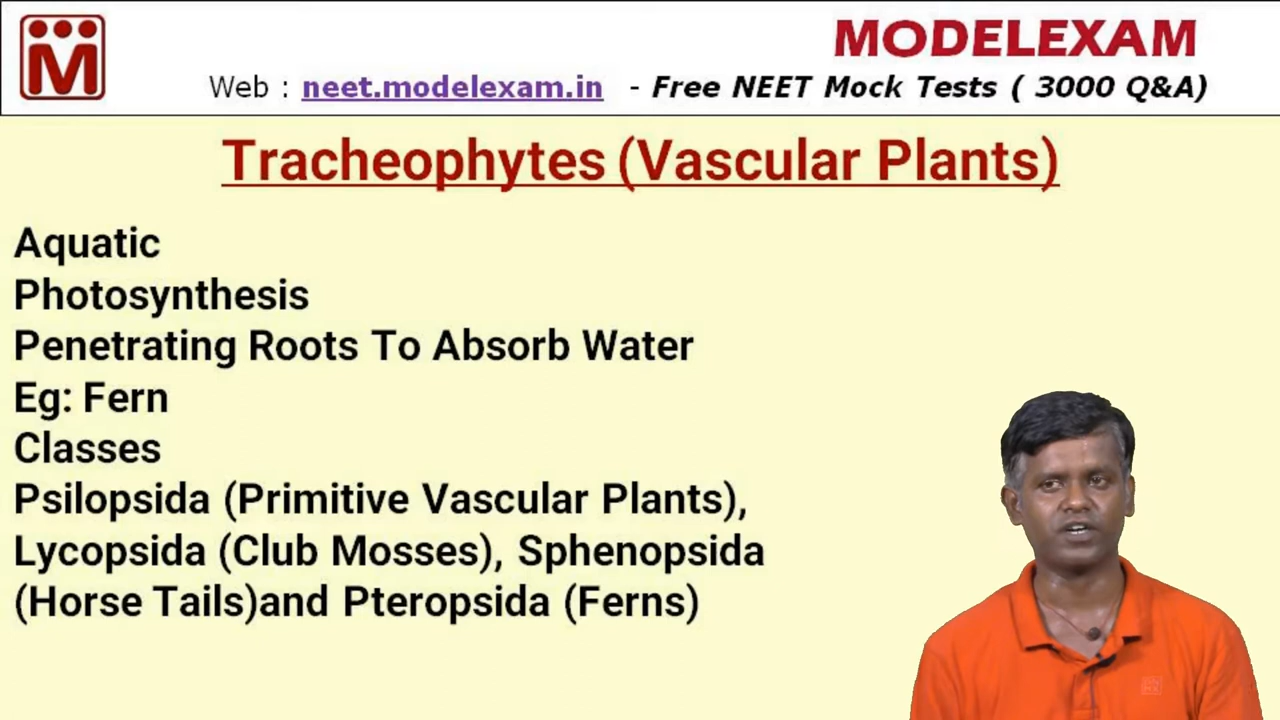 M
MODELEXAM
Web : neet.modelexam.in - Free NEET Mock Tests ( 3000 Q&A)
Tracheophytes (Vascular Plants)
Aquatic
Photosynthesis
Penetrating Roots To Absorb Water
Eg: Fern
Classes
Psilopsida (Primitive Vascular Plants),
Lycopsida (Club Mosses), Sphenopsida
(Horse Tails)and Pteropsida (Ferns)